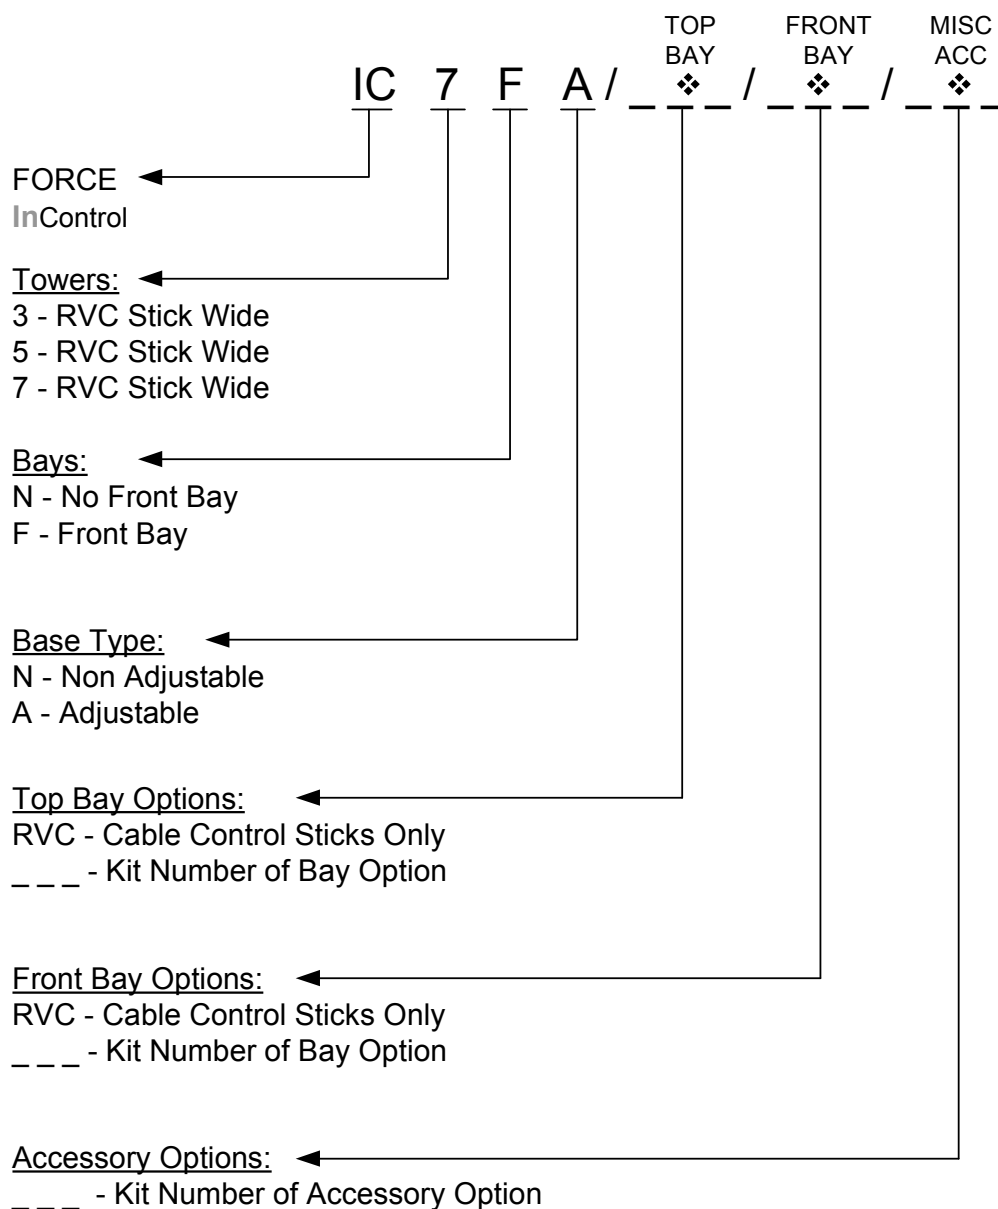 TOP BAY FRONT BAY MISC ACC
IC 7 F A / _ ❖ _ / _ ❖ _ / _ ❖ _
FORCE
InControl
Towers:
3 - RVC Stick Wide
5 - RVC Stick Wide
7 - RVC Stick Wide
Bays:
N - No Front Bay
F - Front Bay
Base Type:
N - Non Adjustable
A - Adjustable
Top Bay Options:
RVC - Cable Control Sticks Only
_ _ _ - Kit Number of Bay Option
Front Bay Options:
RVC - Cable Control Sticks Only
_ _ _ - Kit Number of Bay Option
Accessory Options:
_ _ _ - Kit Number of Accessory Option